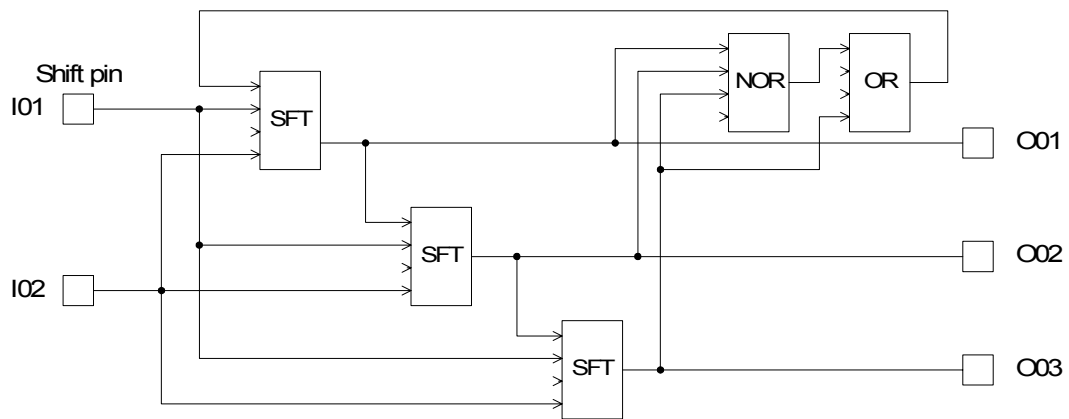 Shift pin
I01
SFT
NOR
OR
O01
SFT
O02
I02
SFT
O03